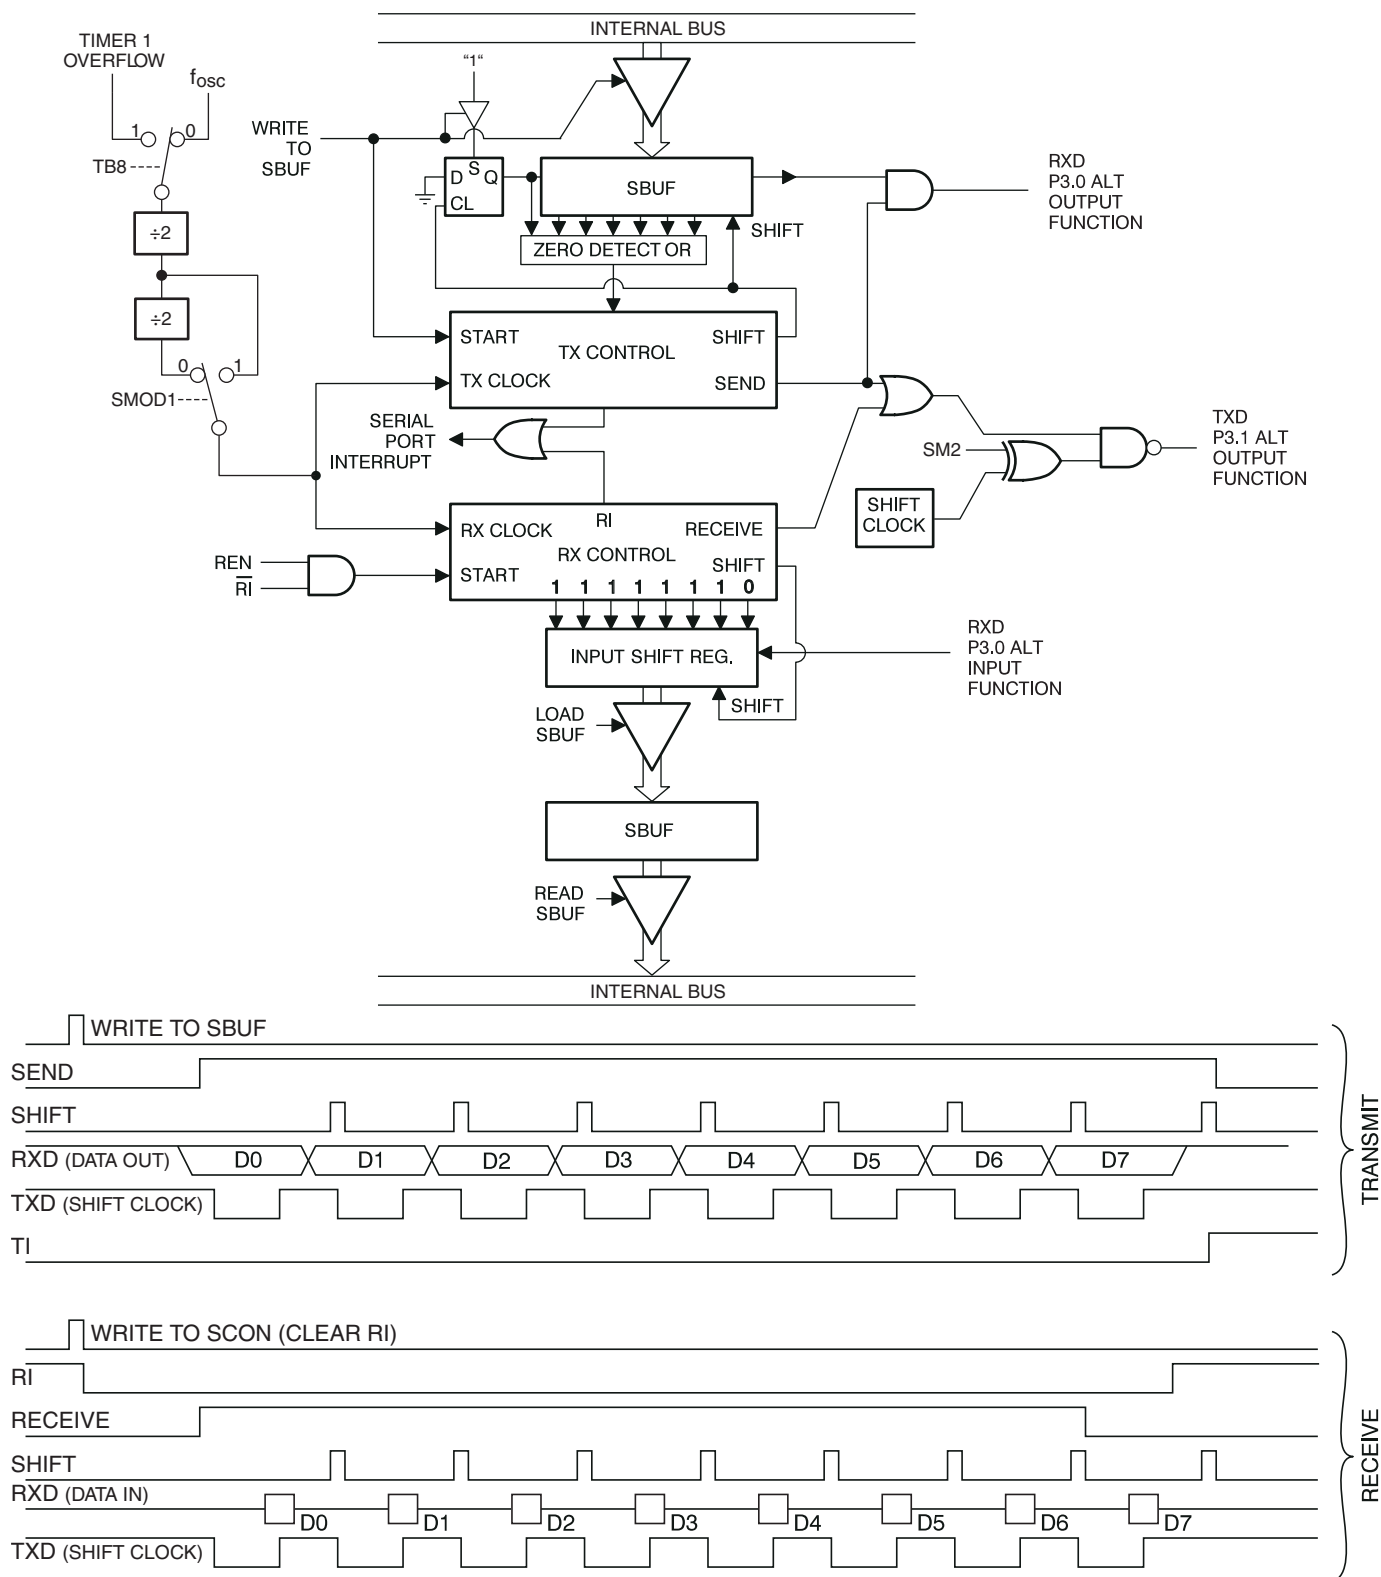 INTERNAL BUS
TIMER 1
OVERFLOW
fosc
"1"
1
0
TB8
WRITE
TO
SBUF
S
D
Q
CL
SBUF
RXD
P3.0 ALT
OUTPUT
FUNCTION
÷2
SHIFT
ZERO DETECT OR
÷2
START
SHIFT
TX CONTROL
TX CLOCK
SEND
0
1
SMOD1
SERIAL
PORT
INTERRUPT
TXD
P3.1 ALT
OUTPUT
FUNCTION
SM2
SHIFT
CLOCK
RI
RX CLOCK
RECEIVE
RX CONTROL
SHIFT
REN
RI
START
1 1 1 1 1 1 1 0
INPUT SHIFT REG.
RXD
P3.0 ALT
INPUT
FUNCTION
SHIFT
LOAD
SBUF
SBUF
READ
SBUF
INTERNAL BUS
WRITE TO SBUF
SEND
SHIFT
RXD (DATA OUT) D0 D1 D2 D3 D4 D5 D6 D7
TXD (SHIFT CLOCK)
TI
TRANSMIT
WRITE TO SCON (CLEAR RI)
RI
RECEIVE
SHIFT
RXD (DATA IN)
D0 D1 D2 D3 D4 D5 D6 D7
TXD (SHIFT CLOCK)
RECEIVE